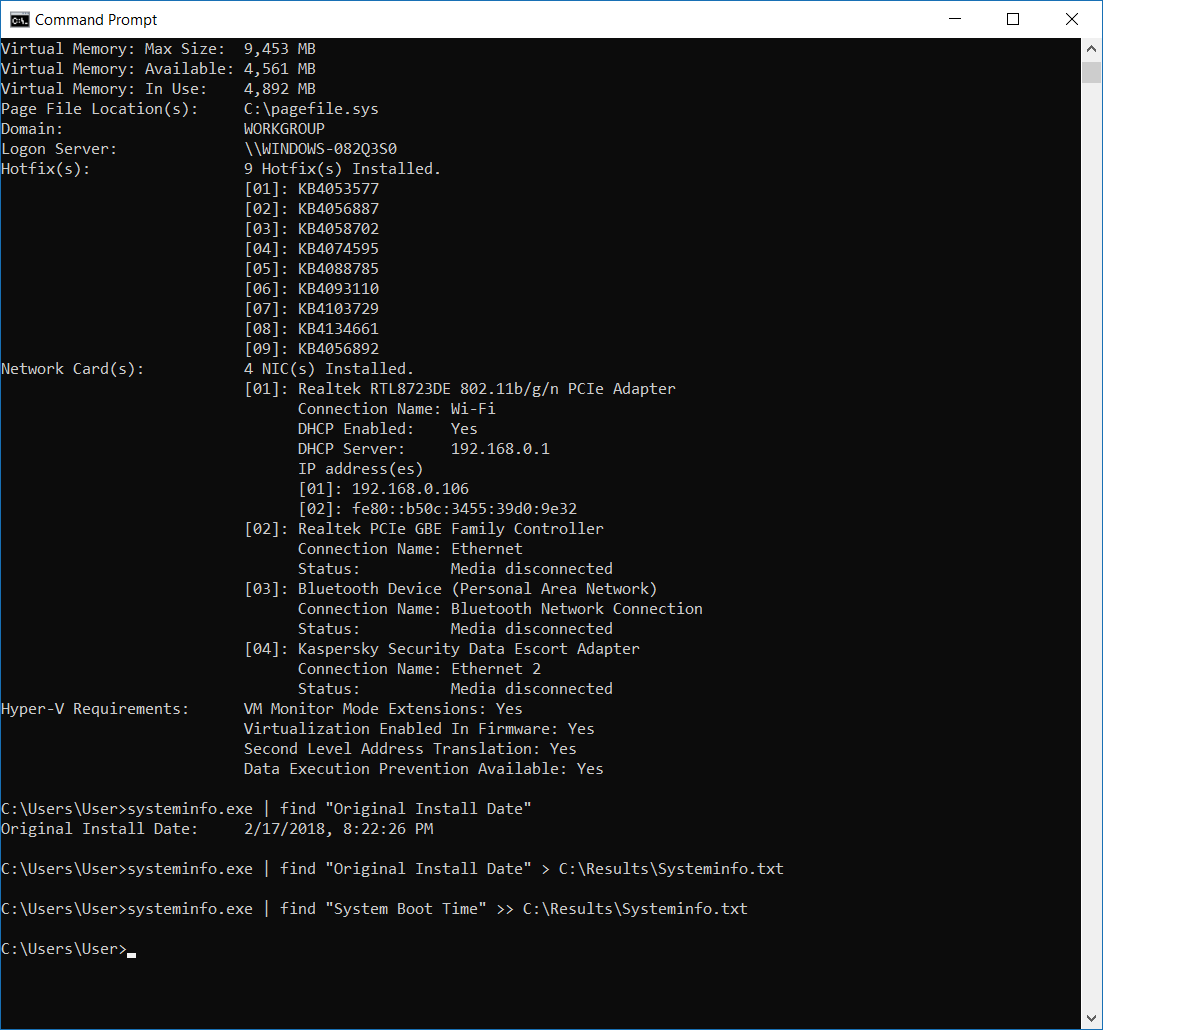 Command Prompt
Virtual Memory: Max Size:  9,453 MB
Virtual Memory: Available: 4,561 MB
Virtual Memory: In Use:    4,892 MB
Page File Location(s):     C:\pagefile.sys
Domain:                    WORKGROUP
Logon Server:              \\WINDOWS-082Q3S0
Hotfix(s):                 9 Hotfix(s) Installed.
                           [01]: KB4053577
                           [02]: KB4056887
                           [03]: KB4058702
                           [04]: KB4074595
                           [05]: KB4088785
                           [06]: KB4093110
                           [07]: KB4103729
                           [08]: KB4134661
                           [09]: KB4056892
Network Card(s):           4 NIC(s) Installed.
                           [01]: Realtek RTL8723DE 802.11b/g/n PCIe Adapter
                                 Connection Name: Wi-Fi
                                 DHCP Enabled:    Yes
                                 DHCP Server:     192.168.0.1
                                 IP address(es)
                                 [01]: 192.168.0.106
                                 [02]: fe80::b50c:3455:39d0:9e32
                           [02]: Realtek PCIe GBE Family Controller
                                 Connection Name: Ethernet
                                 Status:          Media disconnected
                           [03]: Bluetooth Device (Personal Area Network)
                                 Connection Name: Bluetooth Network Connection
                                 Status:          Media disconnected
                           [04]: Kaspersky Security Data Escort Adapter
                                 Connection Name: Ethernet 2
                                 Status:          Media disconnected
Hyper-V Requirements:      VM Monitor Mode Extensions: Yes
                           Virtualization Enabled In Firmware: Yes
                           Second Level Address Translation: Yes
                           Data Execution Prevention Available: Yes
C:\Users\User>systeminfo.exe | find "Original Install Date"
Original Install Date:     2/17/2018, 8:22:26 PM
C:\Users\User>systeminfo.exe | find "Original Install Date" > C:\Results\Systeminfo.txt
C:\Users\User>systeminfo.exe | find "System Boot Time" >> C:\Results\Systeminfo.txt
C:\Users\User>